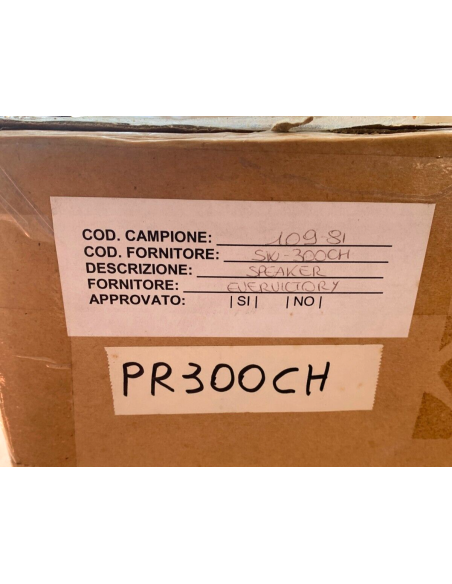 COD. CAMPIONE: 109-81
COD. FORNITORE: SW-300CH
DESCRIZIONE: SPEAKER
FORNITORE: EVERVICTORY
APPROVATO: |SI| |NO|
PR300CH